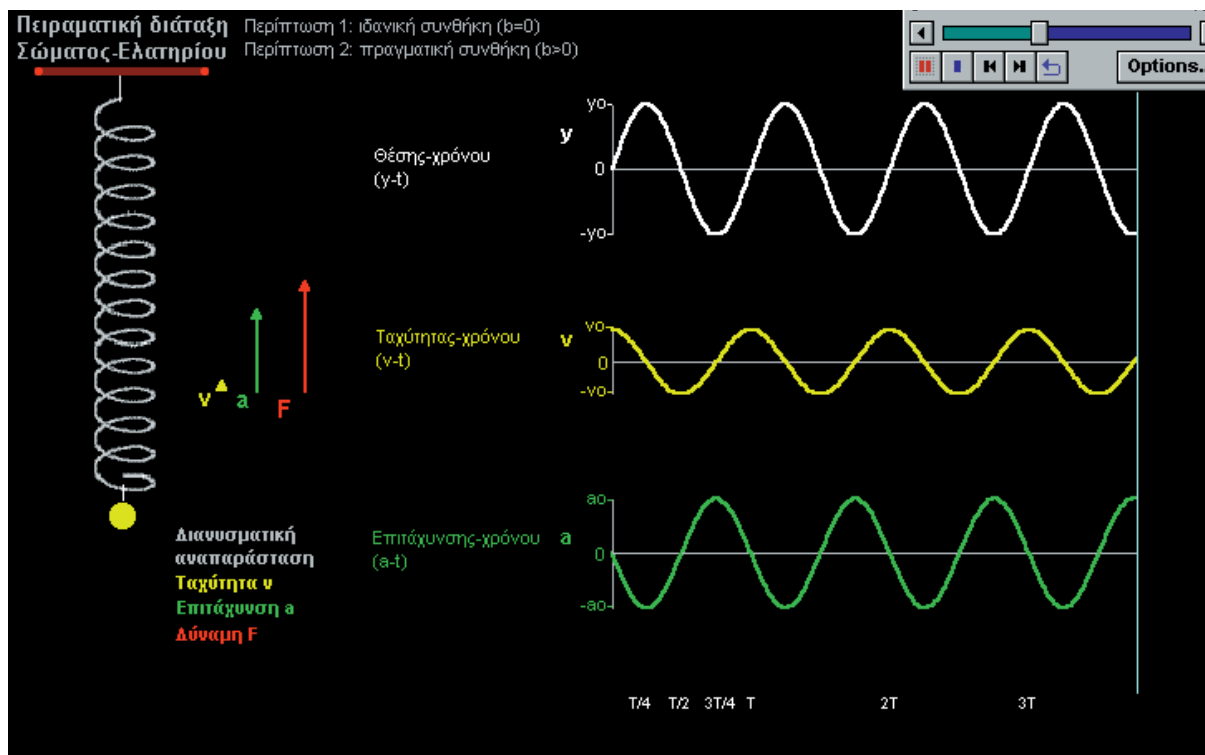 Πειραματική διάταξη
Σώματος-Ελατηρίου
Περίπτωση 1: ιδανική συνθήκη (b=0)
Περίπτωση 2: πραγματική συνθήκη (b>0)
Options..
Θέσης-χρόνου
(y-t)
y
yo
0
-yo
Ταχύτητας-χρόνου
(v-t)
v
vo
0
-vo
v
a
F
Επιτάχυνσης-χρόνου
(a-t)
a
ao
0
-ao
Διανυσματική
αναπαράσταση
Ταχύτητα v
Επιτάχυνση a
Δύναμη F
T/4 T/2 3T/4 T 2T 3T